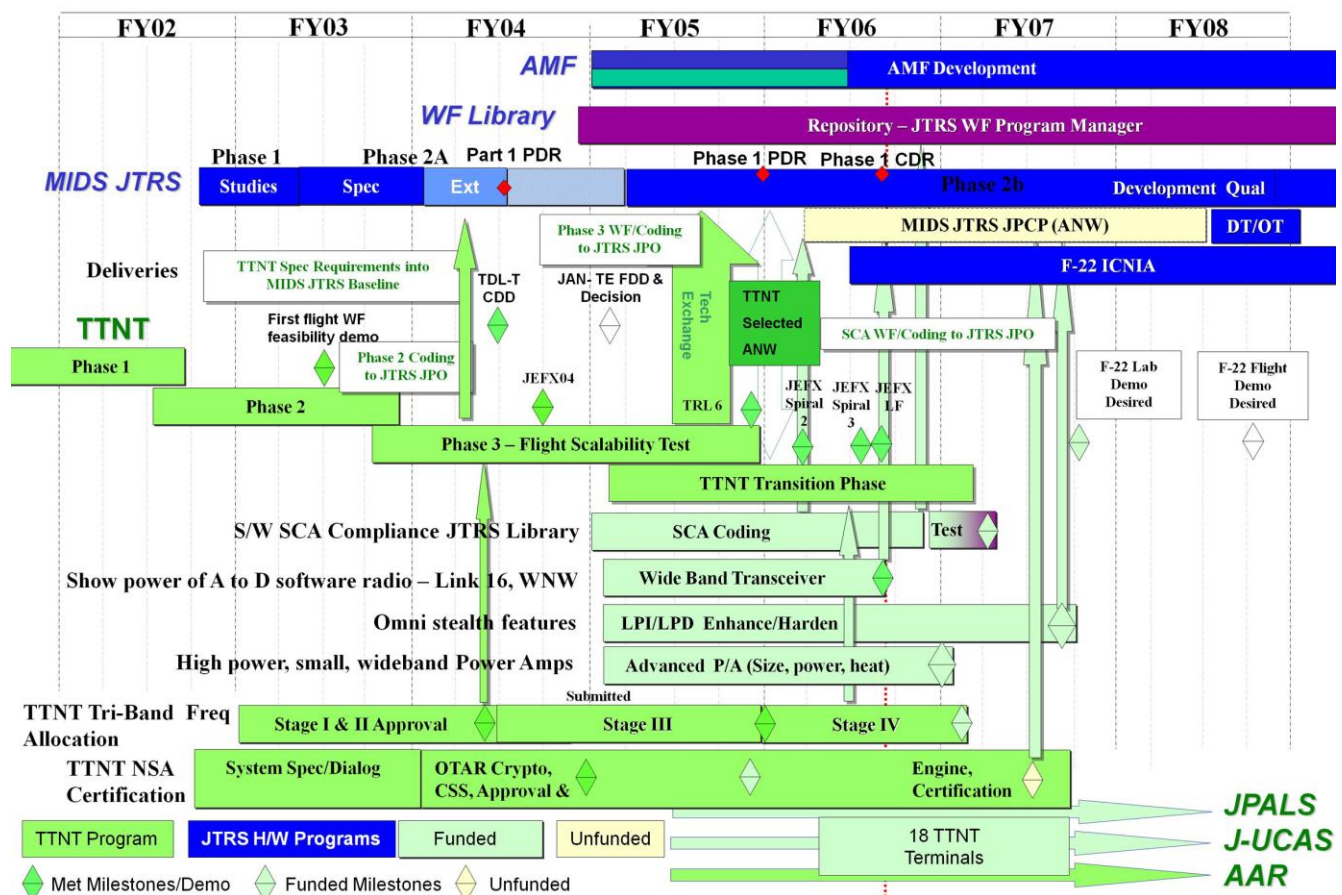 FY02 FY03 FY04 FY05 FY06 FY07 FY08
AMF
AMF Development
WF Library
Repository – JTRS WF Program Manager
Phase 1
Phase 2A
Part 1 PDR
Phase 1 PDR
Phase 1 CDR
MIDS JTRS
Studies
Spec
Ext
Phase 2b
Development Qual
MIDS JTRS JPCP (ANW)
DT/OT
Phase 3 WF/Coding
to JTRS JPO
F-22 ICNIA
Deliveries
TTNT Spec Requirements into
MIDS JTRS Baseline
TDL-T
CDD
JAN- TE FDD &
Decision
Tech
Exchange
TTNT
Selected
ANW
SCA WF/Coding to JTRS JPO
TTNT
First flight WF
feasibility demo
Phase 1
Phase 2 Coding
to JTRS JPO
JEFX04
TRL 6
JEFX
Spiral
2
JEFX
Spiral
3
JEFX
LF
F-22 Lab
Demo
Desired
F-22 Flight
Demo
Desired
Phase 2
Phase 3 – Flight Scalability Test
TTNT Transition Phase
S/W SCA Compliance JTRS Library
SCA Coding
Test
Show power of A to D software radio – Link 16, WNW
Wide Band Transceiver
Omni stealth features
LPI/LPD Enhance/Harden
High power, small, wideband Power Amps
Advanced P/A (Size, power, heat)
Submitted
TTNT Tri-Band Freq
Allocation
Stage I & II Approval
Stage III
Stage IV
TTNT NSA
Certification
System Spec/Dialog
OTAR Crypto,
CSS, Approval &
Engine,
Certification
JPALS
J-UCAS
AAR
18 TTNT
Terminals
TTNT Program
JTRS H/W Programs
Funded
Unfunded
Met Milestones/Demo
Funded Milestones
Unfunded